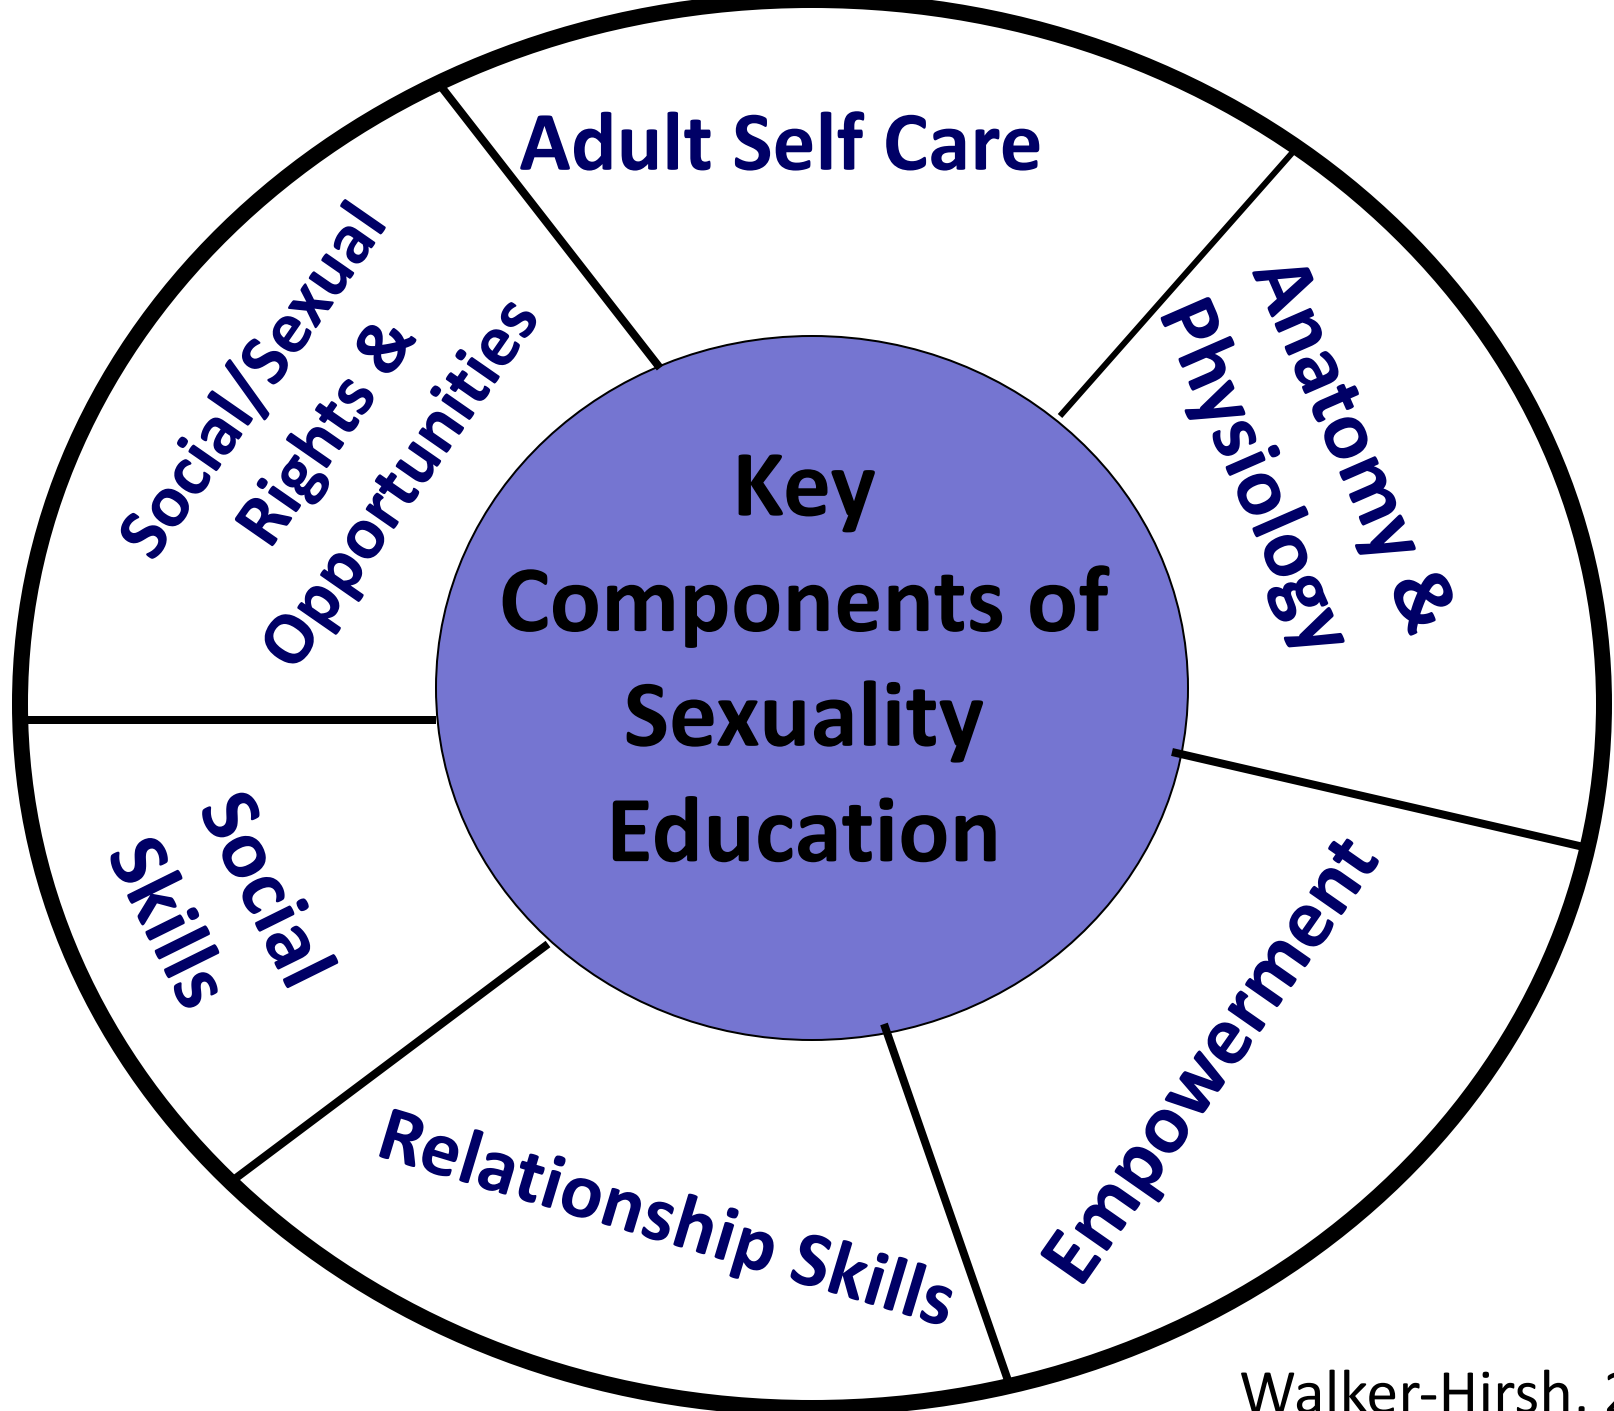 Adult Self Care
Anatomy &
Physiology
Empowerment
Relationship Skills
Social
Skills
Social/Sexual
Rights &
Opportunities
Key
Components of
Sexuality
Education
Walker-Hirsh, 2